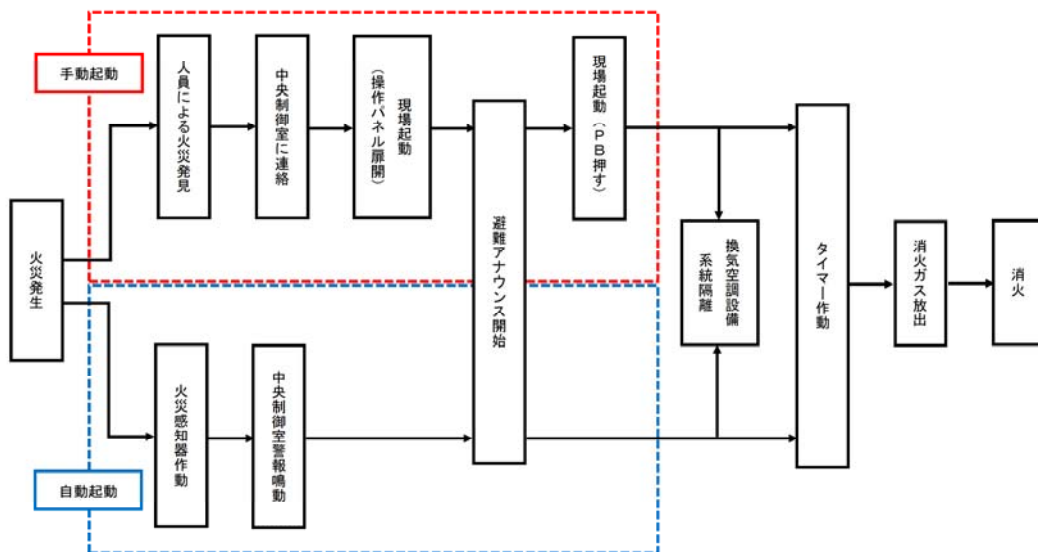 手動起動
人員による火災発見
中央制御室に連絡
現場起動
（操作パネル扉開）
現場起動（ＰＢ押す）
火災発生
避難アナウンス開始
換気空調設備
系統隔離
タイマー作動
消火ガス放出
消火
火災感知器作動
中央制御室警報鳴動
自動起動